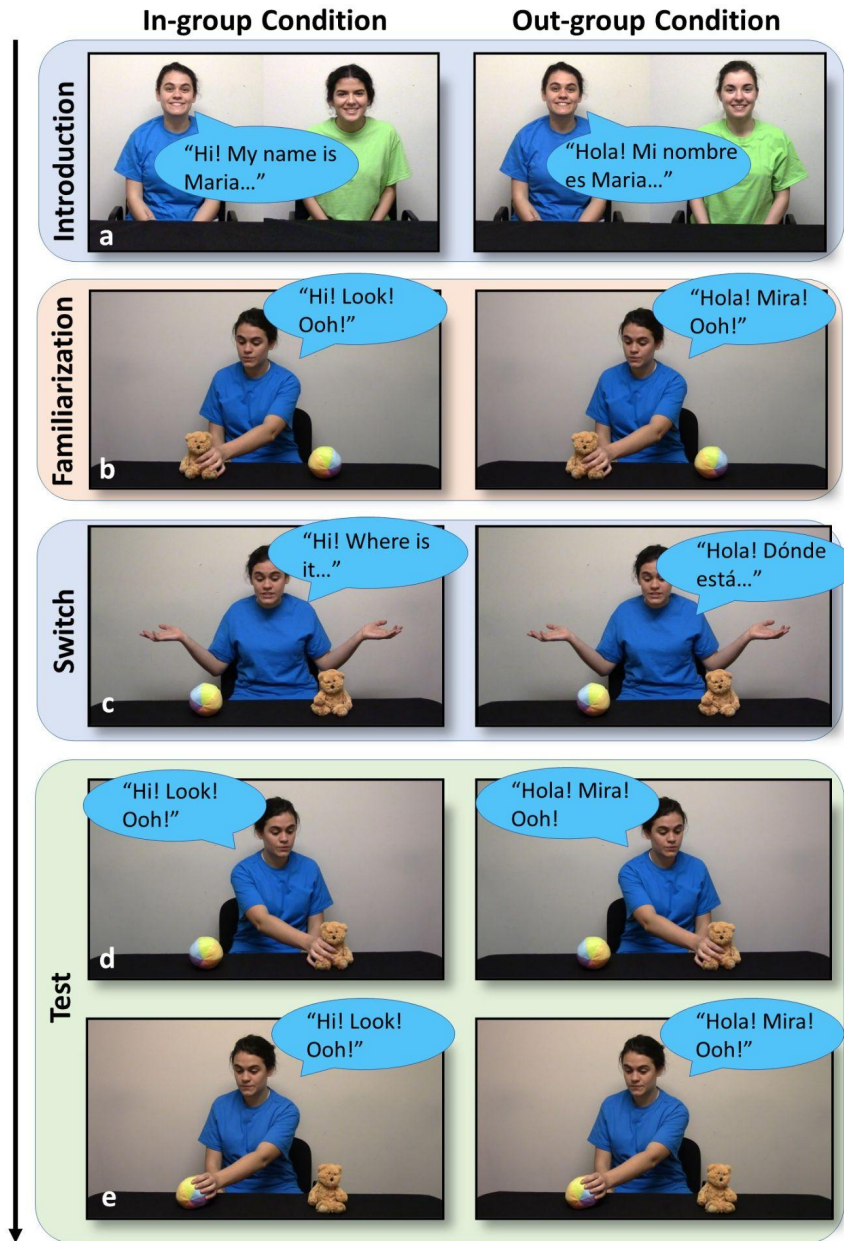 In-group Condition
Out-group Condition
Introduction
“Hi! My name is
Maria…”
“Hola! Mi nombre
es Maria…”
a
Familiarization
“Hi! Look!
Ooh!”
“Hola! Mira!
Ooh!”
b
Switch
“Hi! Where is
it…”
“Hola! Dónde
está…”
c
Test
“Hi! Look!
Ooh!”
“Hola! Mira!
Ooh!
d
“Hi! Look!
Ooh!”
“Hola! Mira!
Ooh!”
e